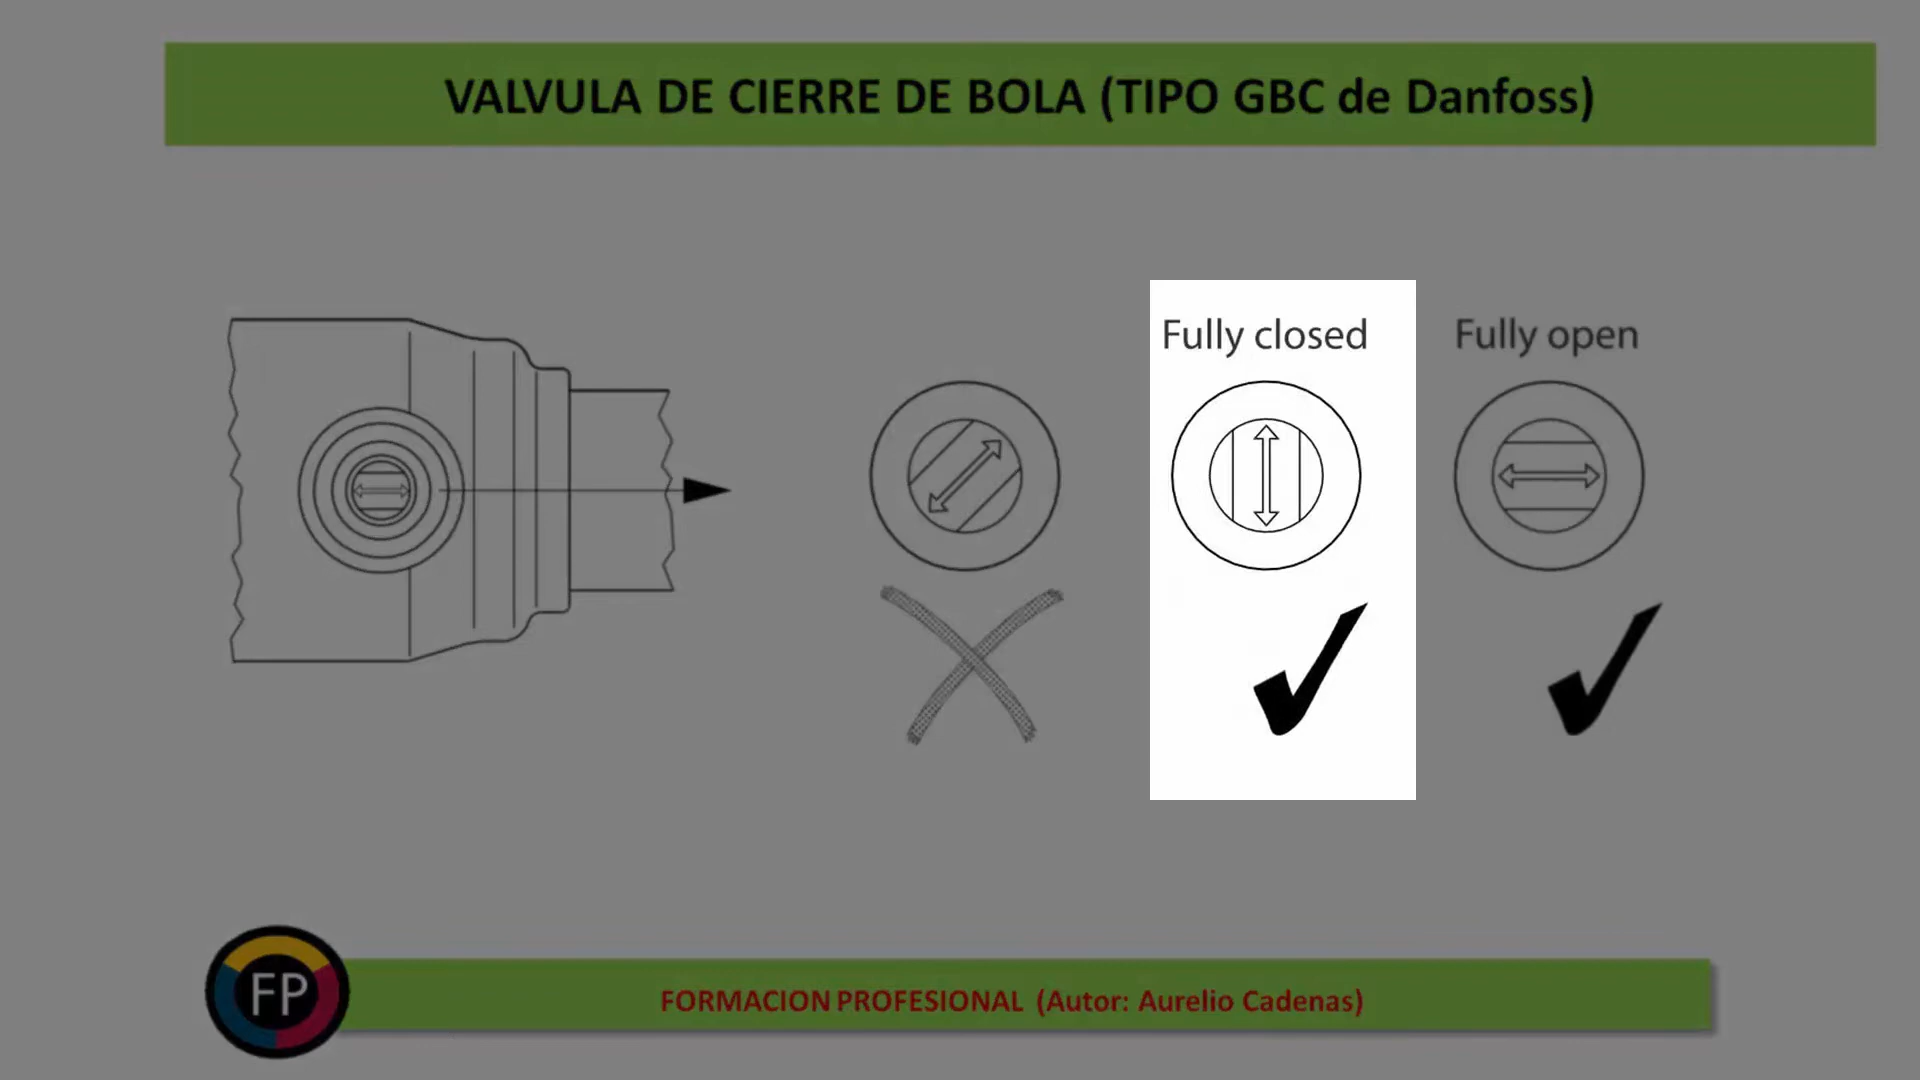 VALVULA DE CIERRE DE BOLA (TIPO GBC de Danfoss)
Fully closed
Fully open
FP
FORMACION PROFESIONAL (Autor: Aurelio Cadenas)